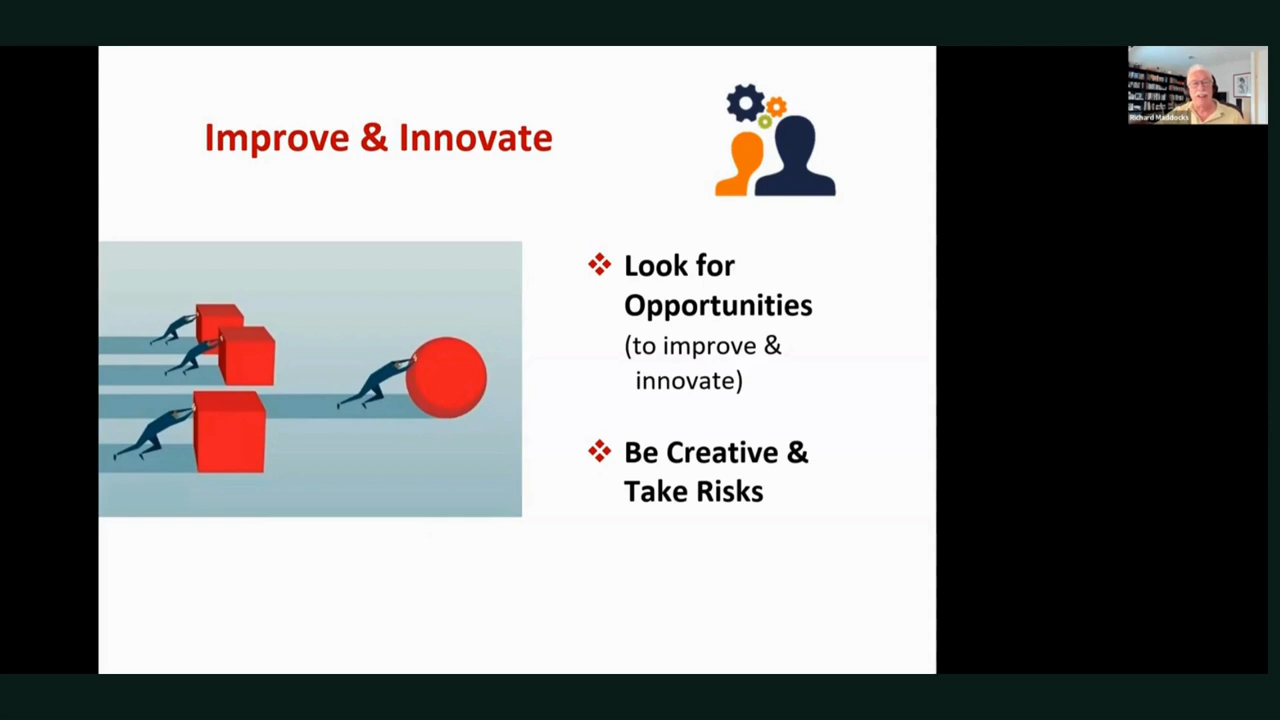 Improve & Innovate
Look for
Opportunities
(to improve &
innovate)
Be Creative &
Take Risks
Richard Maddocks